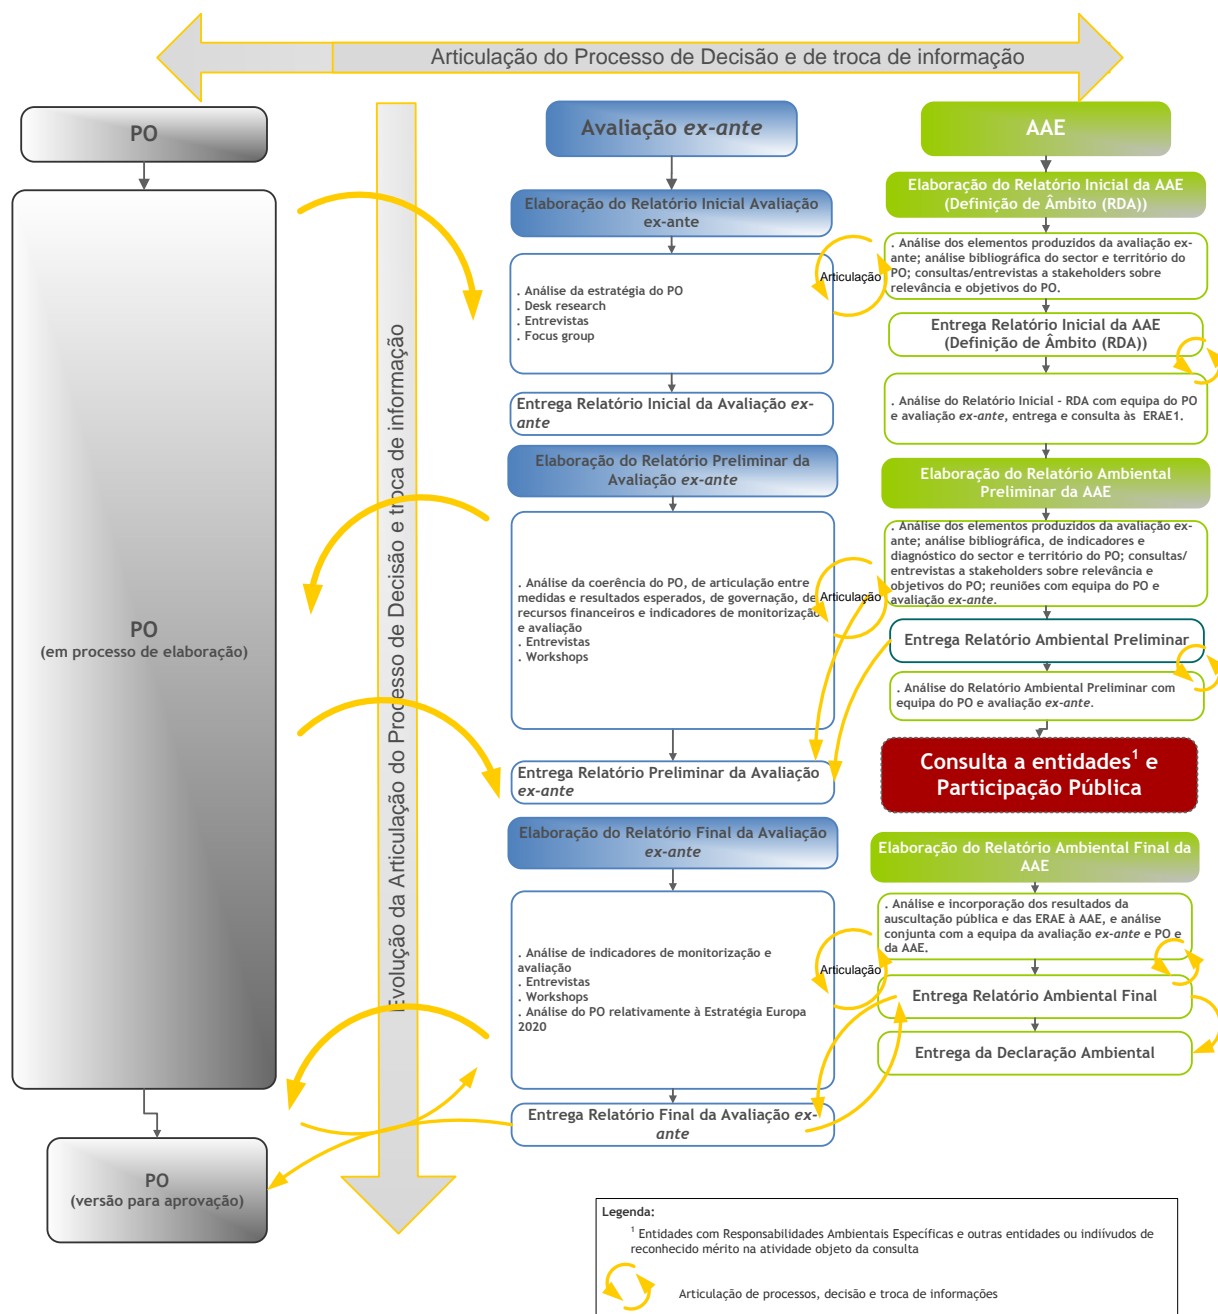 Articulação do Processo de Decisão e de troca de informação
PO
PO
(em processo de elaboração)
PO
(versão para aprovação)
Evolução da Articulação do Processo de Decisão e troca de informação
Avaliação ex-ante
Elaboração do Relatório Inicial Avaliação
ex-ante
. Análise da estratégia do PO
. Desk research
. Entrevistas
. Focus group
Entrega Relatório Inicial da Avaliação ex-
ante
Elaboração do Relatório Preliminar da
Avaliação ex-ante
. Análise da coerência do PO, de articulação entre
medidas e resultados esperados, de governação, de
recursos financeiros e indicadores de monitorização
e avaliação
. Entrevistas
. Workshops
Entrega Relatório Preliminar da Avaliação
ex-ante
Elaboração do Relatório Final da Avaliação
ex-ante
. Análise de indicadores de monitorização e
avaliação
. Entrevistas
. Workshops
. Análise do PO relativamente à Estratégia Europa
2020
Entrega Relatório Final da Avaliação ex-
ante
Articulação
Articulação
Articulação
AAE
Elaboração do Relatório Inicial da AAE
(Definição de Âmbito (RDA))
. Análise dos elementos produzidos da avaliação ex-
ante; análise bibliográfica do sector e território do
PO; consultas/entrevistas a stakeholders sobre
relevância e objetivos do PO.
Entrega Relatório Inicial da AAE
(Definição de Âmbito (RDA))
. Análise do Relatório Inicial - RDA com equipa do PO
e avaliação ex-ante, entrega e consulta às ERAE1.
Elaboração do Relatório Ambiental
Preliminar da AAE
. Análise dos elementos produzidos da avaliação ex-
ante; análise bibliográfica, de indicadores e
diagnóstico do sector e território do PO; consultas/
entrevistas a stakeholders sobre relevância e
objetivos do PO; reuniões com equipa do PO e
avaliação ex-ante.
Entrega Relatório Ambiental Preliminar
. Análise do Relatório Ambiental Preliminar com
equipa do PO e avaliação ex-ante.
Consulta a entidades¹ e
Participação Pública
Elaboração do Relatório Ambiental Final da
AAE
. Análise e incorporação dos resultados da
auscultação pública e das ERAE à AAE, e análise
conjunta com a equipa da avaliação ex-ante e PO e
da AAE.
Entrega Relatório Ambiental Final
Entrega da Declaração Ambiental
Legenda:
¹ Entidades com Responsabilidades Ambientais Específicas e outras entidades ou indiívudos de
reconhecido mérito na atividade objeto da consulta
Articulação de processos, decisão e troca de informações